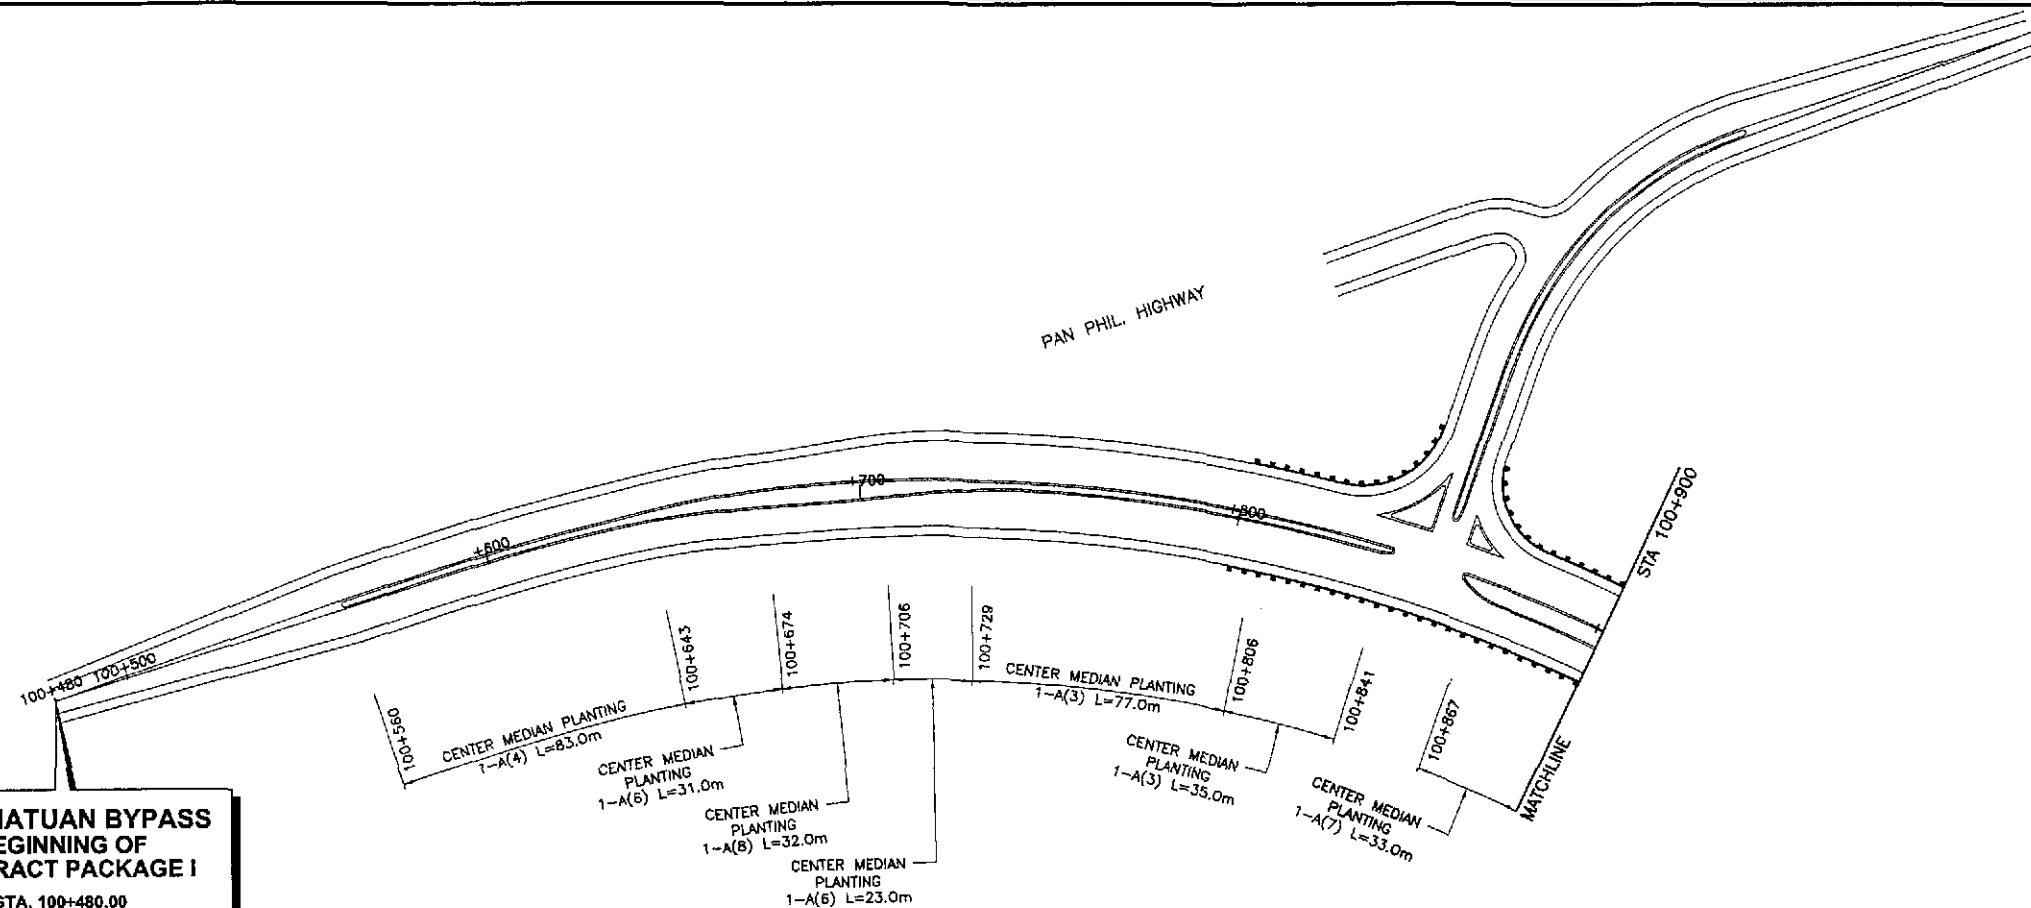 PAN PHIL. HIGHWAY
+600
+700
+800
100+480
100+500
STA 100+900
MATCHLINE
100+560
100+643
100+674
100+706
100+729
100+806
100+841
100+867
CENTER MEDIAN PLANTING
1-A(4) L=83.0m
CENTER MEDIAN
PLANTING
1-A(6) L=31.0m
CENTER MEDIAN
PLANTING
1-A(8) L=32.0m
CENTER MEDIAN
PLANTING
1-A(6) L=23.0m
CENTER MEDIAN PLANTING
1-A(3) L=77.0m
CENTER MEDIAN
PLANTING
1-A(3) L=35.0m
CENTER MEDIAN
PLANTING
1-A(7) L=33.0m
NATUAN BYPASS
EGINNING OF
RACT PACKAGE I
STA. 100+480.00